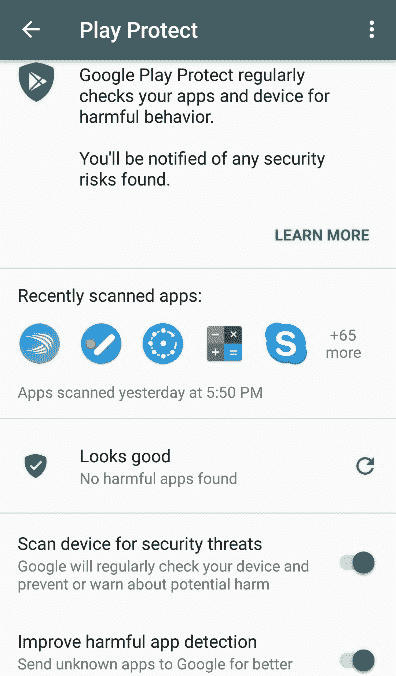 Play Protect
Google Play Protect regularly
checks your apps and device for
harmful behavior.
You'll be notified of any security
risks found.
LEARN MORE
Recently scanned apps:
S
+65
more
Apps scanned yesterday at 5:50 PM
Looks good
No harmful apps found
Scan device for security threats
Google will regularly check your device and
prevent or warn about potential harm
Improve harmful app detection
Send unknown apps to Google for better